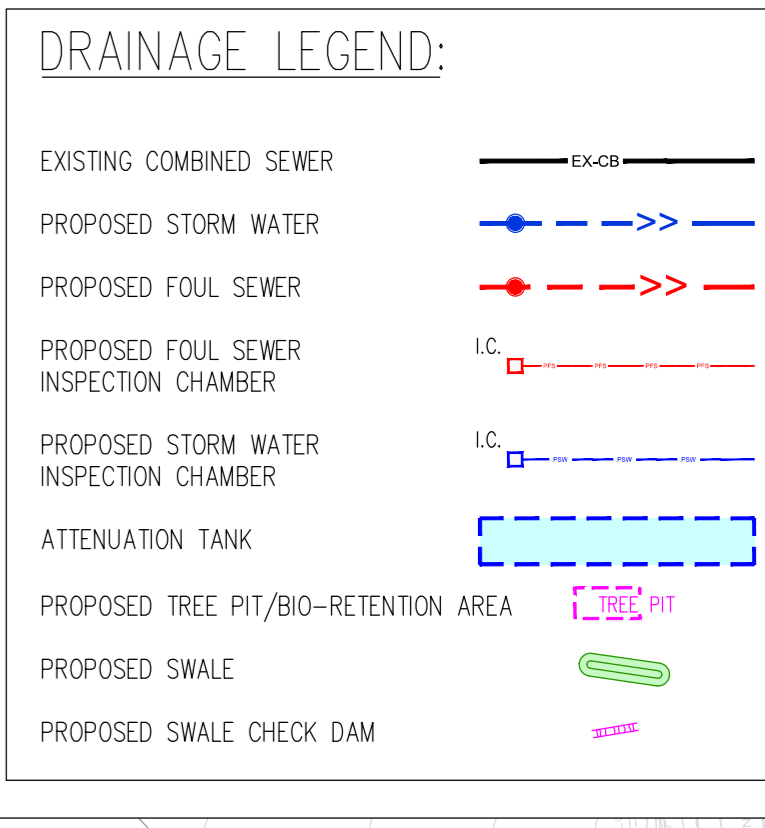 DRAINAGE LEGEND:
EXISTING COMBINED SEWER EX-CB
PROPOSED STORM WATER >>
PROPOSED FOUL SEWER >>
PROPOSED FOUL SEWER I.C.
INSPECTION CHAMBER PFS PFS PFS PFS
PROPOSED STORM WATER I.C.
INSPECTION CHAMBER PSW PSW PSW
ATTENUATION TANK
PROPOSED TREE PIT/BIO-RETENTION AREA TREE PIT
PROPOSED SWALE
PROPOSED SWALE CHECK DAM